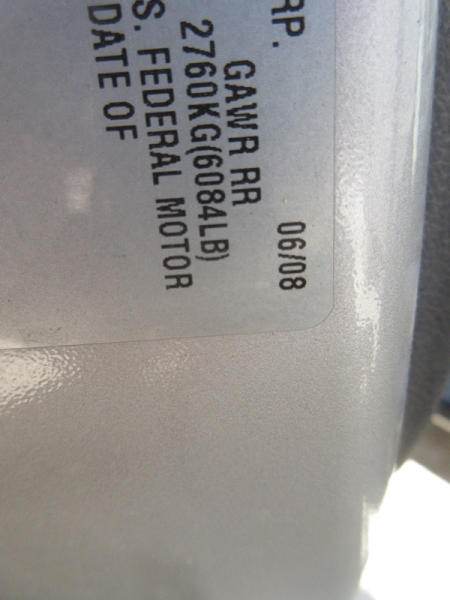 RP. 06/08
GAWR RR
2760KG(6084LB)
S. FEDERAL MOTOR
DATE OF